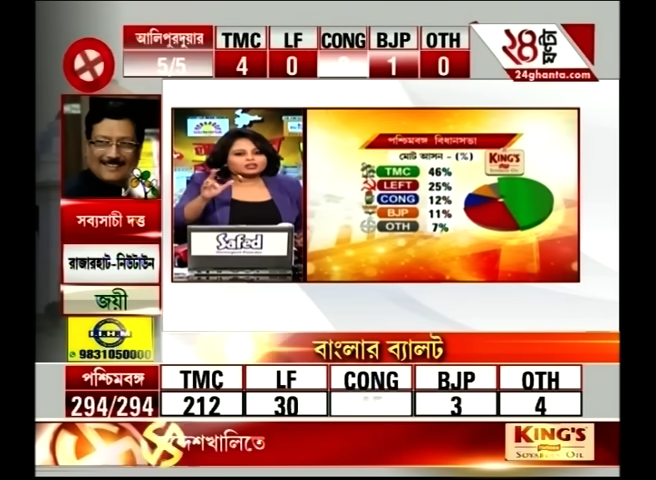 আলিপুরদুয়ার TMC LF CONG BJP OTH
5/5 4 0 0 1 0
২৪ ঘণ্টা
24ghanta.com
পশ্চিমবঙ্গ বিধানসভা
মোট আসন - (%)
KING'S
TMC 46%
LEFT 25%
CONG 12%
BJP 11%
OTH 7%
Safed
সব্যসাচী দত্ত
রাজারহাট-নিউটাউন
জয়ী
9831050000
বাংলার ব্যালট
পশ্চিমবঙ্গ TMC LF CONG BJP OTH
294/294 212 30 3 4
ন্দেশখালিতে
KING'S
SOYABEAN OIL